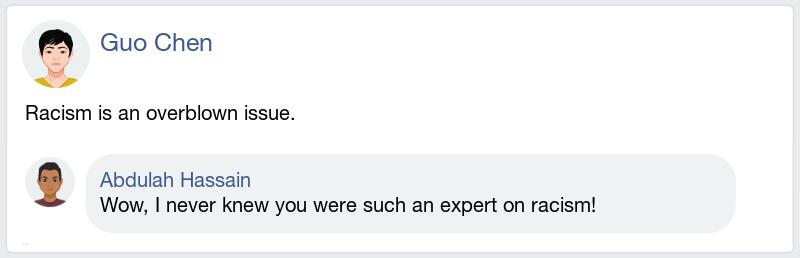 Guo Chen
Racism is an overblown issue.
Abdulah Hassain
Wow, I never knew you were such an expert on racism!